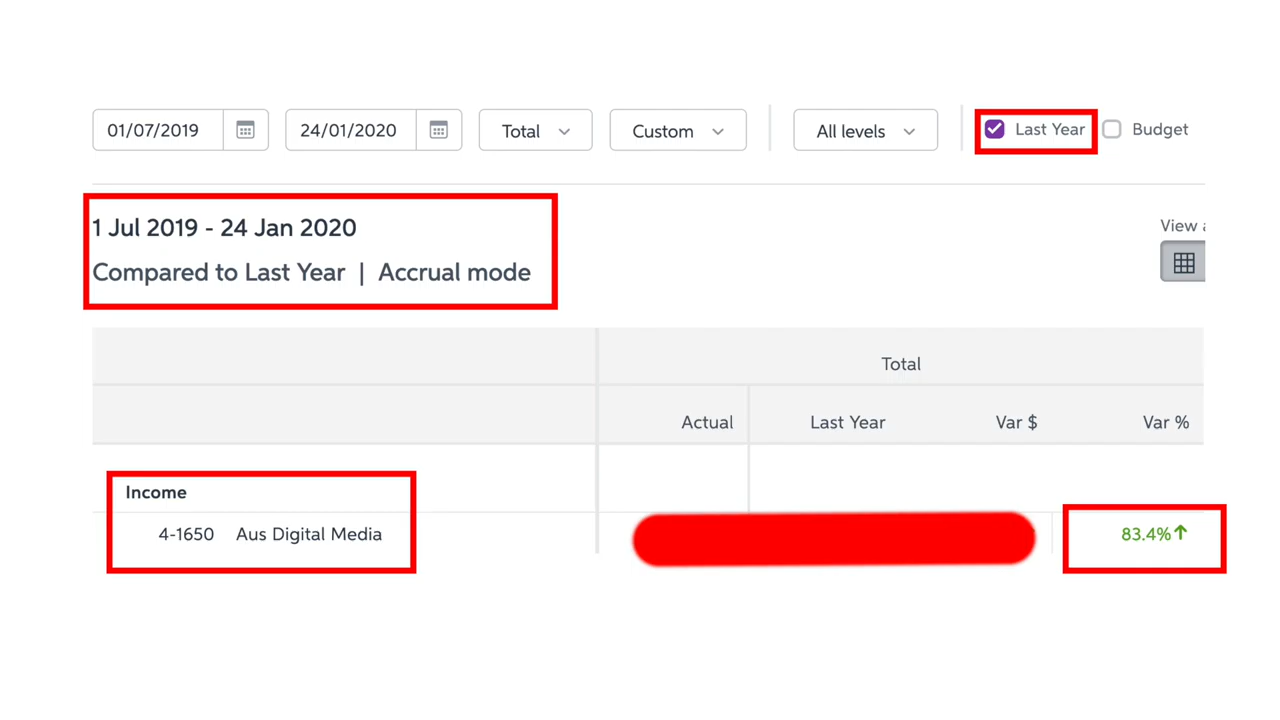 01/07/2019 24/01/2020 Total Custom All levels Last Year Budget
1 Jul 2019 - 24 Jan 2020
View
Compared to Last Year | Accrual mode
Total
Actual Last Year Var $ Var %
Income
4-1650 Aus Digital Media 83.4%↑